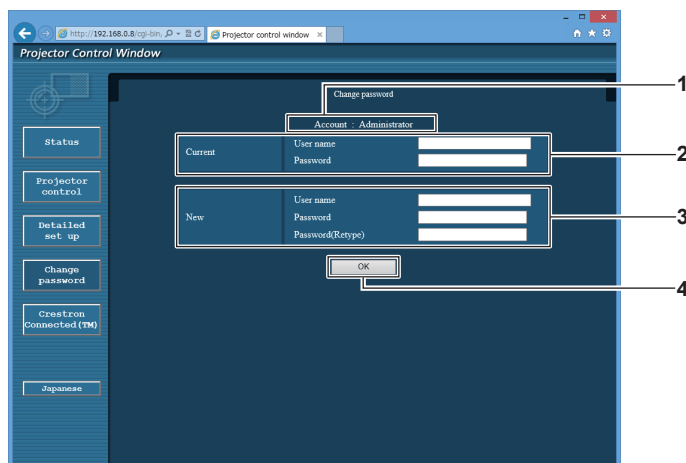 http://192.168.0.8/cgi-bin,
Projector control window
Projector Control Window
Change password
1
Account : Administrator
Status
Current
User name
Password
2
Projector
control
New
User name
Password
Password(Retype)
3
Detailed
set up
OK
4
Change
password
Crestron
Connected(TM)
Japanese